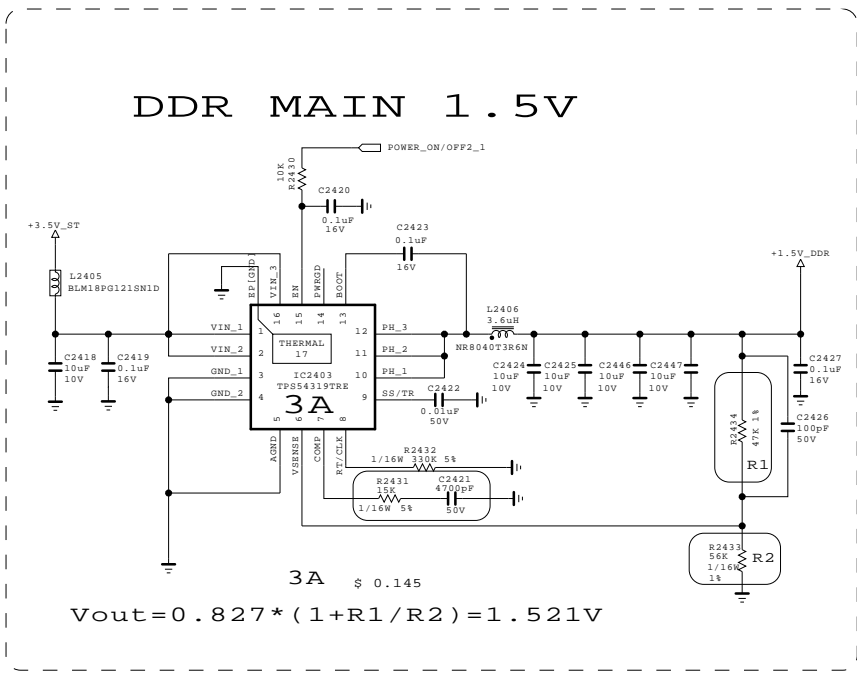 DDR MAIN 1.5V
POWER_ON/OFF2_1
10K
R2430
C2420
0.1uF
16V
C2423
0.1uF
16V
+3.5V_ST
+1.5V_DDR
L2405
BLM18PG121SN1D
EP[GND]
VIN_3
EN
PWRGD
BOOT
16
15
14
13
L2406
3.6uH
NR8040T3R6N
VIN_1
1
12
PH_3
VIN_2
2
THERMAL
17
11
PH_2
GND_1
3
IC2403
TPS54319TRE
10
PH_1
GND_2
4
3A
9
SS/TR
5
6
7
8
AGND
VSENSE
COMP
RT/CLK
C2418
10uF
10V
C2419
0.1uF
16V
C2422
0.01uF
50V
C2424
10uF
10V
C2425
10uF
10V
C2446
10uF
10V
C2447
10uF
10V
C2427
0.1uF
16V
R2434
47K 1%
R1
C2426
100pF
50V
R2432
1/16W 330K 5%
R2431
15K
1/16W 5%
C2421
4700pF
50V
R2433
56K
1/16W
1%
R2
3A $ 0.145
Vout=0.827*(1+R1/R2)=1.521V